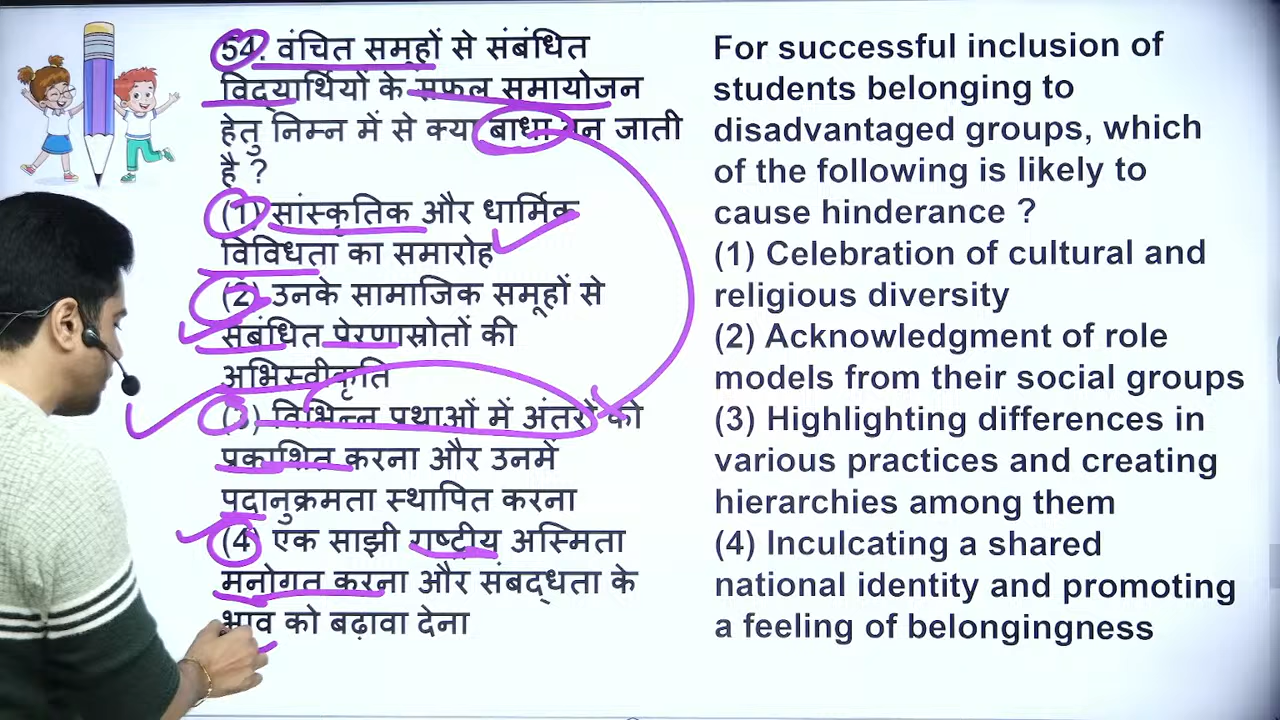 54. वंचित समूहों से संबंधित
विद्यार्थियों के सफल समायोजन
हेतु निम्न में से क्या बाधा बन जाती
है ?
(1) सांस्कृतिक और धार्मिक
विविधता का समारोह
(2) उनके सामाजिक समूहों से
संबंधित प्रेरणास्रोतों की
अभिस्वीकृति
(3) विभिन्न प्रथाओं में अंतरों को
प्रकाशित करना और उनमें
पदानुक्रमता स्थापित करना
(4) एक साझी राष्ट्रीय अस्मिता
मनोगत करना और संबद्धता के
भाव को बढ़ावा देना
For successful inclusion of
students belonging to
disadvantaged groups, which
of the following is likely to
cause hinderance ?
(1) Celebration of cultural and
religious diversity
(2) Acknowledgment of role
models from their social groups
(3) Highlighting differences in
various practices and creating
hierarchies among them
(4) Inculcating a shared
national identity and promoting
a feeling of belongingness